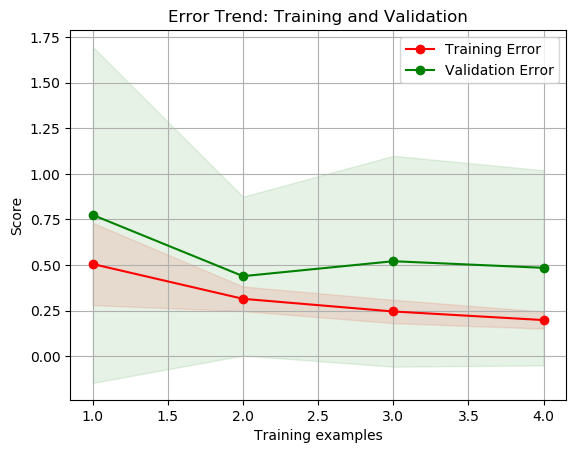 Error Trend: Training and Validation
Training Error
Validation Error
Score
1.75
1.50
1.25
1.00
0.75
0.50
0.25
0.00
1.0 1.5 2.0 2.5 3.0 3.5 4.0
Training examples